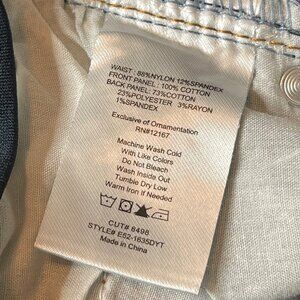 WAIST : 88%NYLON 12%SPANDEX
FRONT PANEL : 100% COTTON
BACK PANEL : 73%COTTON
23%POLYESTER 3%RAYON
1%SPANDEX
Exclusive of Ornamentation
RN#12167
Machine Wash Cold
With Like Colors
Do Not Bleach
Wash Inside Out
Tumble Dry Low
Warm Iron If Needed
CUT# 6498
STYLE# E52-1635DYT
Made in China